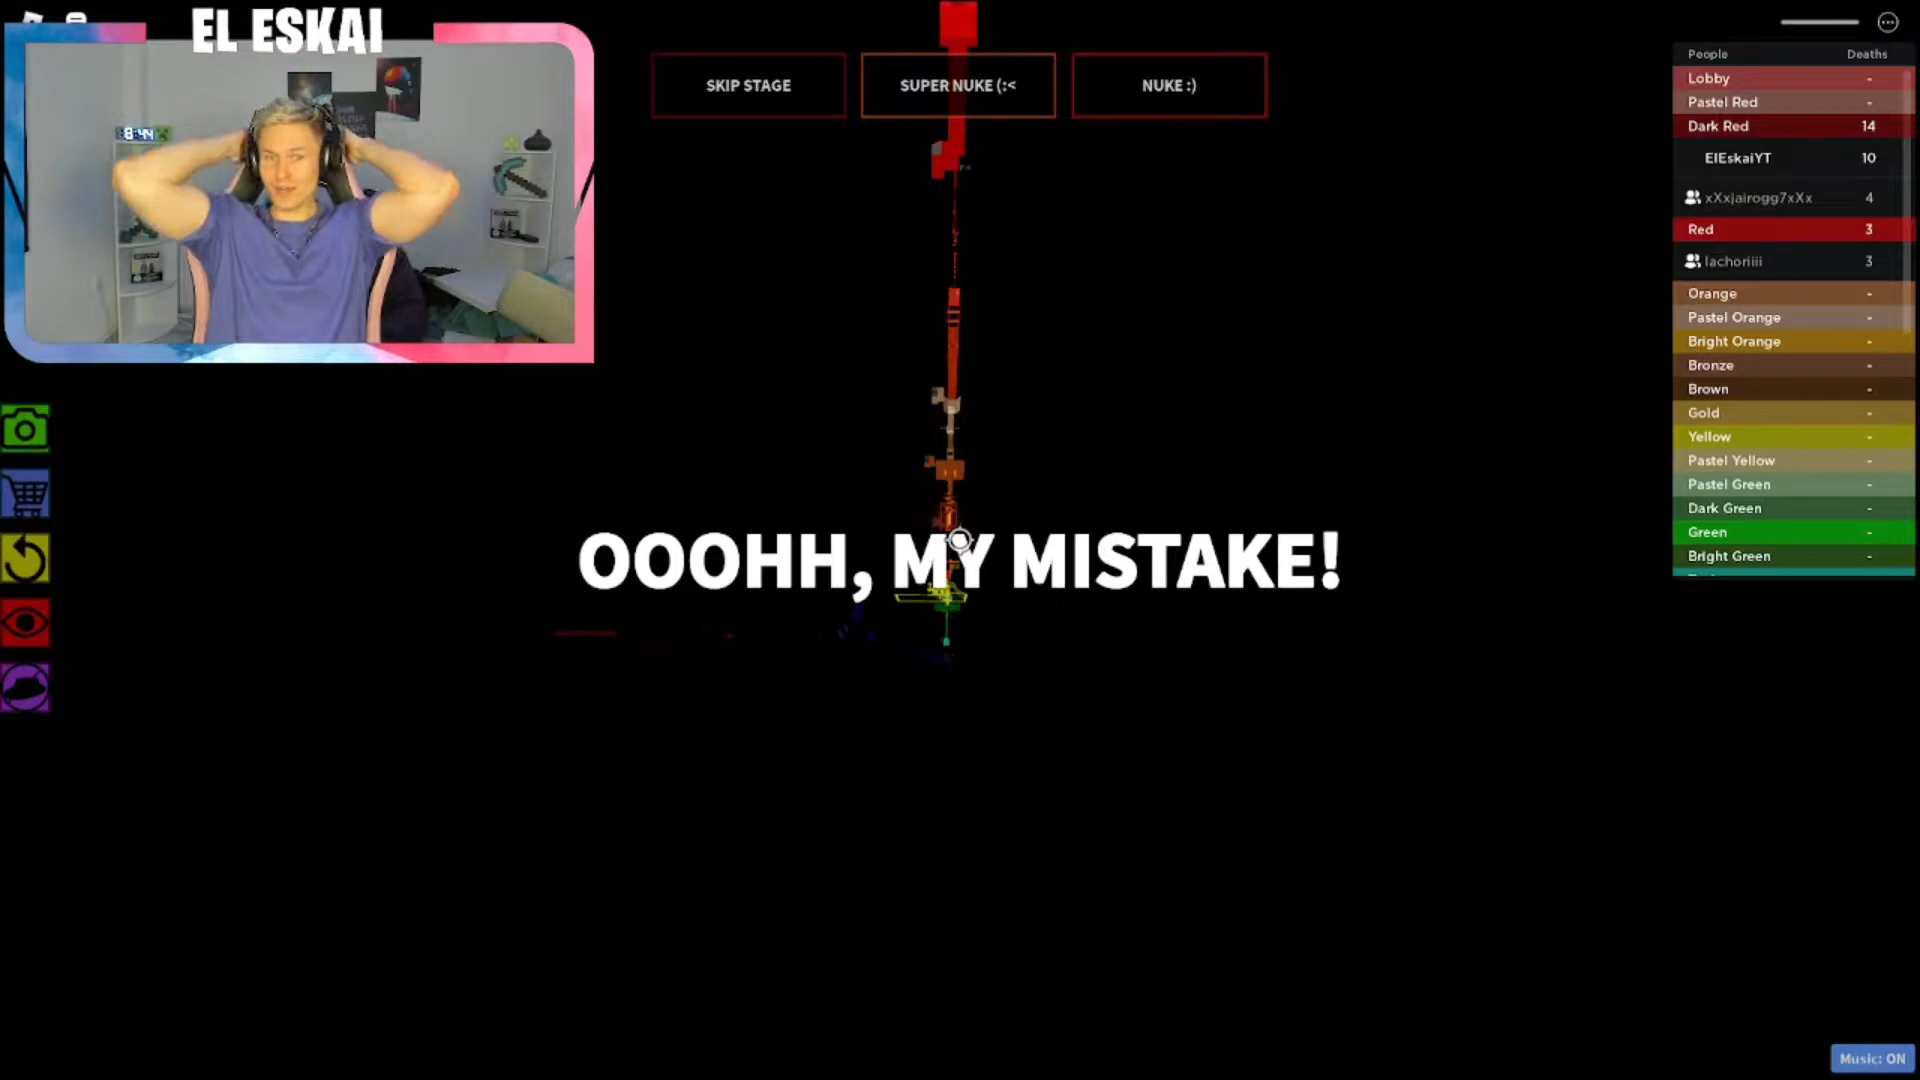 EL ESKAI
8:44
SKIP STAGE
SUPER NUKE (:<
NUKE :)
People Deaths
Lobby -
Pastel Red -
Dark Red 14
ElEskaiYT 10
xXxjairogg7xXx 4
Red 3
lachoriiii 3
Orange -
Pastel Orange -
Bright Orange -
Bronze -
Brown -
Gold -
Yellow -
Pastel Yellow -
Pastel Green -
Dark Green -
Green -
Bright Green -
OOOHH, MY MISTAKE!
Music: ON